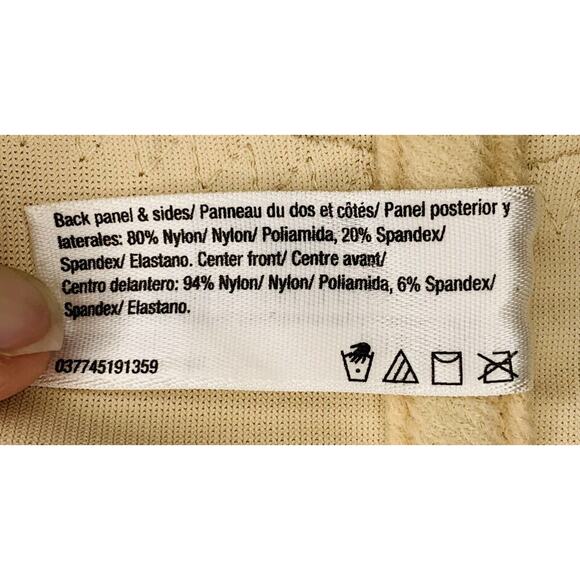 Back panel & sides/ Panneau du dos et côtés/ Panel posterior y
laterales: 80% Nylon/ Nylon/ Poliamida, 20% Spandex/
Spandex/ Elastano. Center front/ Centre avant/
Centro delantero: 94% Nylon/ Nylon/ Poliamida, 6% Spandex/
Spandex/ Elastano.
037745191359